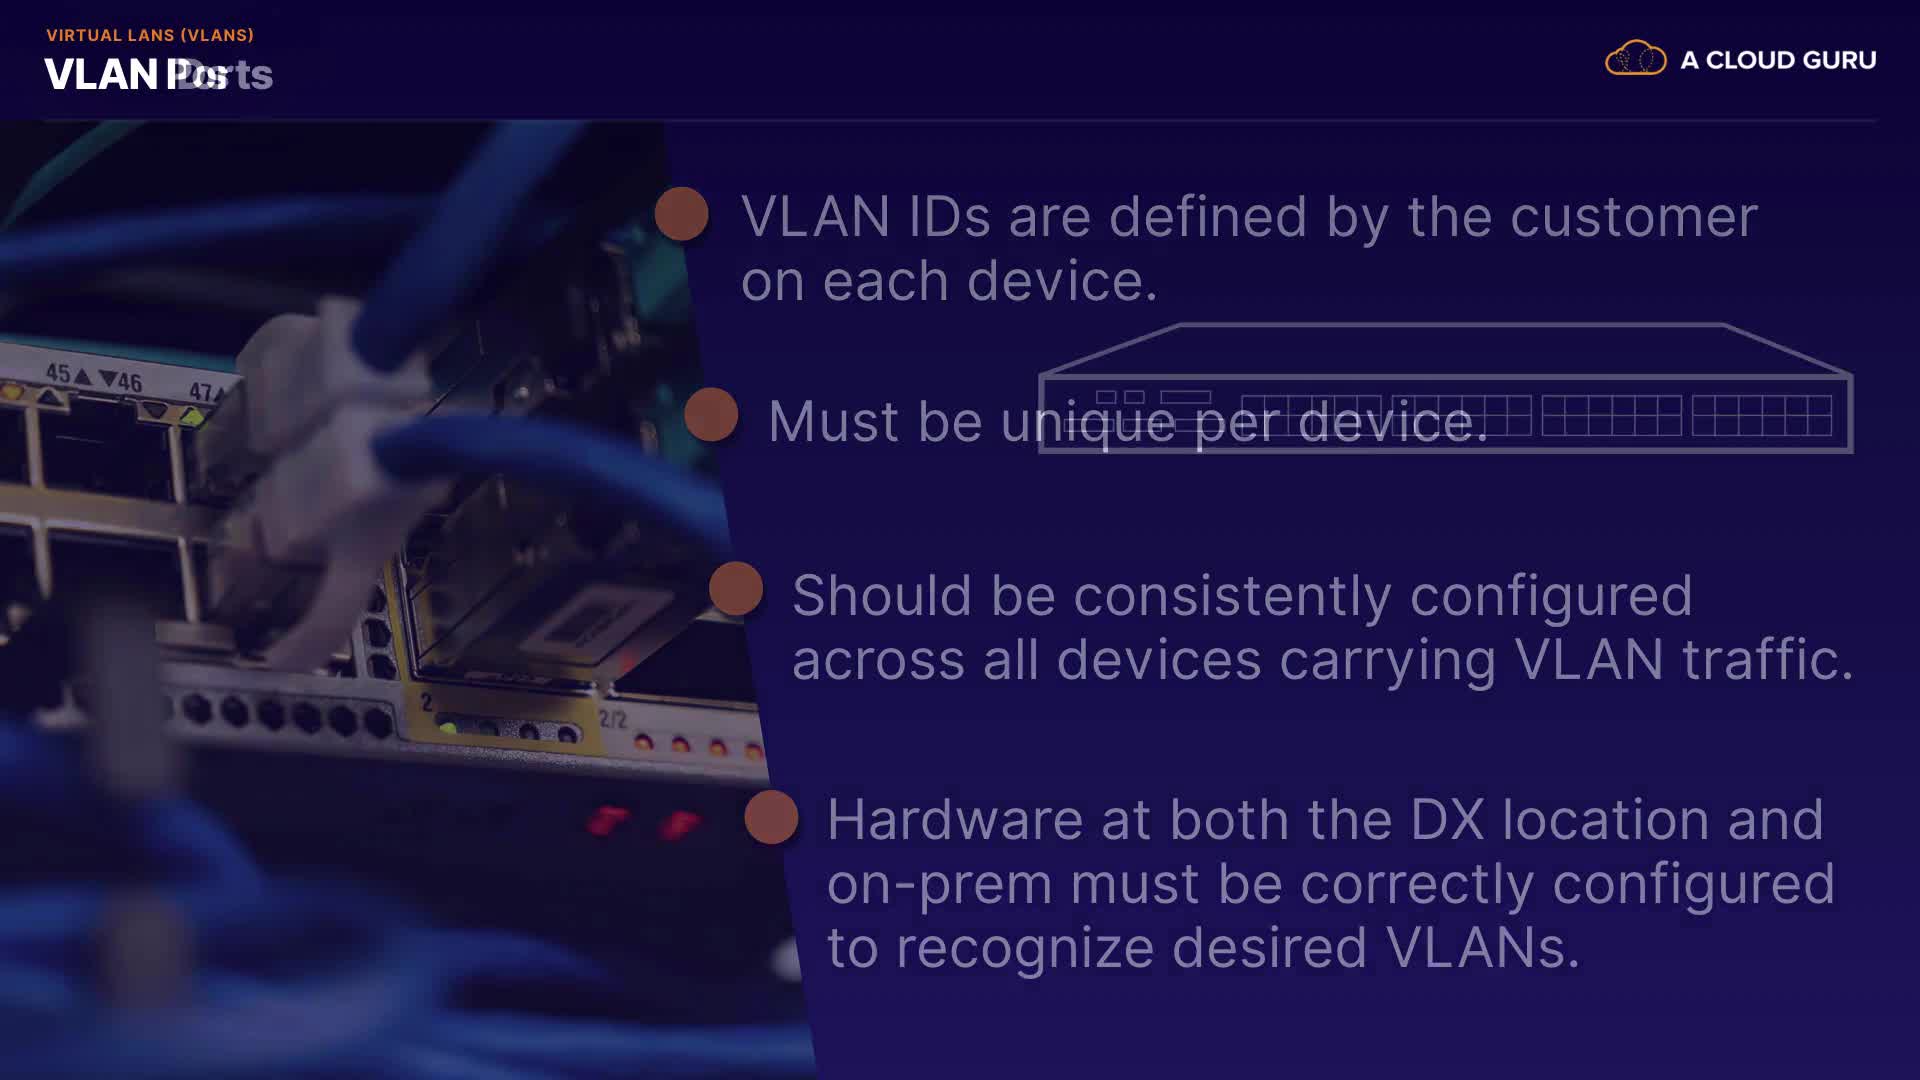 VIRTUAL LANS (VLANS)
VLAN
A CLOUD GURU
VLAN IDs are defined by the customer
on each device.
Must be unique per device.
Should be consistently configured
across all devices carrying VLAN traffic.
Hardware at both the DX location and
on-prem must be correctly configured
to recognize desired VLANs.
45▲ ▼46
47▲
2
2/2